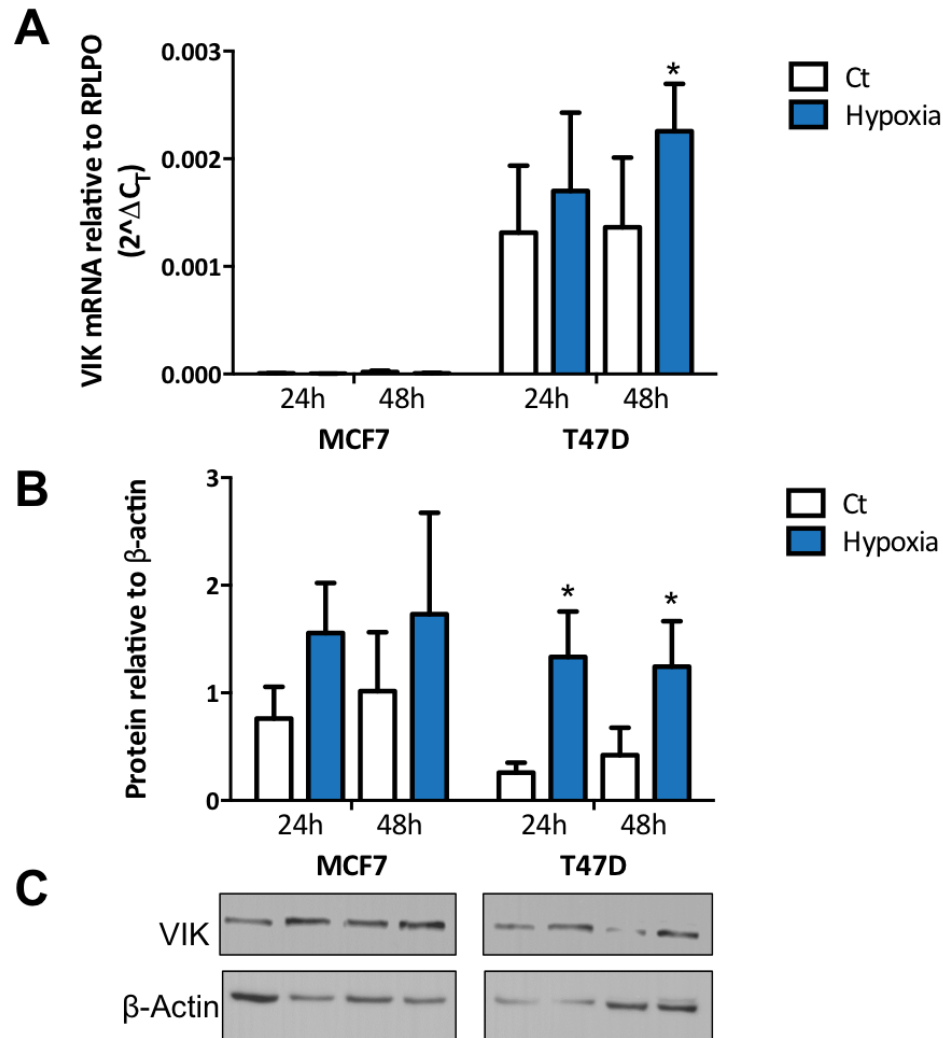 A
VIK mRNA relative to RPLPO
(2^ΔCT)
0.003
0.002
0.001
0.000
*
Ct
Hypoxia
24h 48h 24h 48h
MCF7 T47D
B
Protein relative to β-actin
3
2
1
0
* *
Ct
Hypoxia
24h 48h 24h 48h
MCF7 T47D
C
VIK
β-Actin